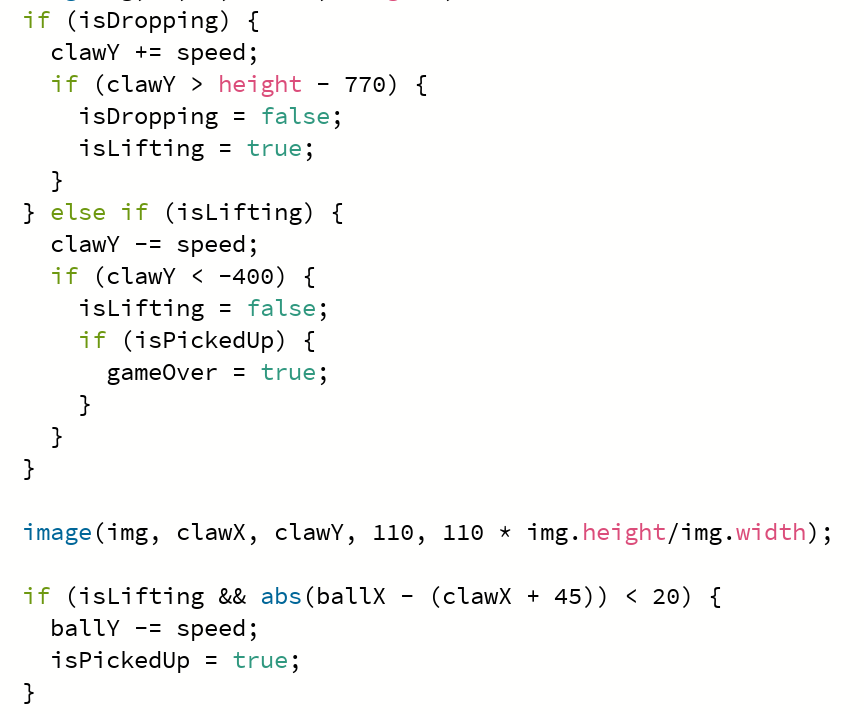 if (isDropping) {
  clawY += speed;
  if (clawY > height - 770) {
    isDropping = false;
    isLifting = true;
  }
} else if (isLifting) {
  clawY -= speed;
  if (clawY < -400) {
    isLifting = false;
    if (isPickedUp) {
      gameOver = true;
    }
  }
}

image(img, clawX, clawY, 110, 110 * img.height/img.width);

if (isLifting && abs(ballX - (clawX + 45)) < 20) {
  ballY -= speed;
  isPickedUp = true;
}